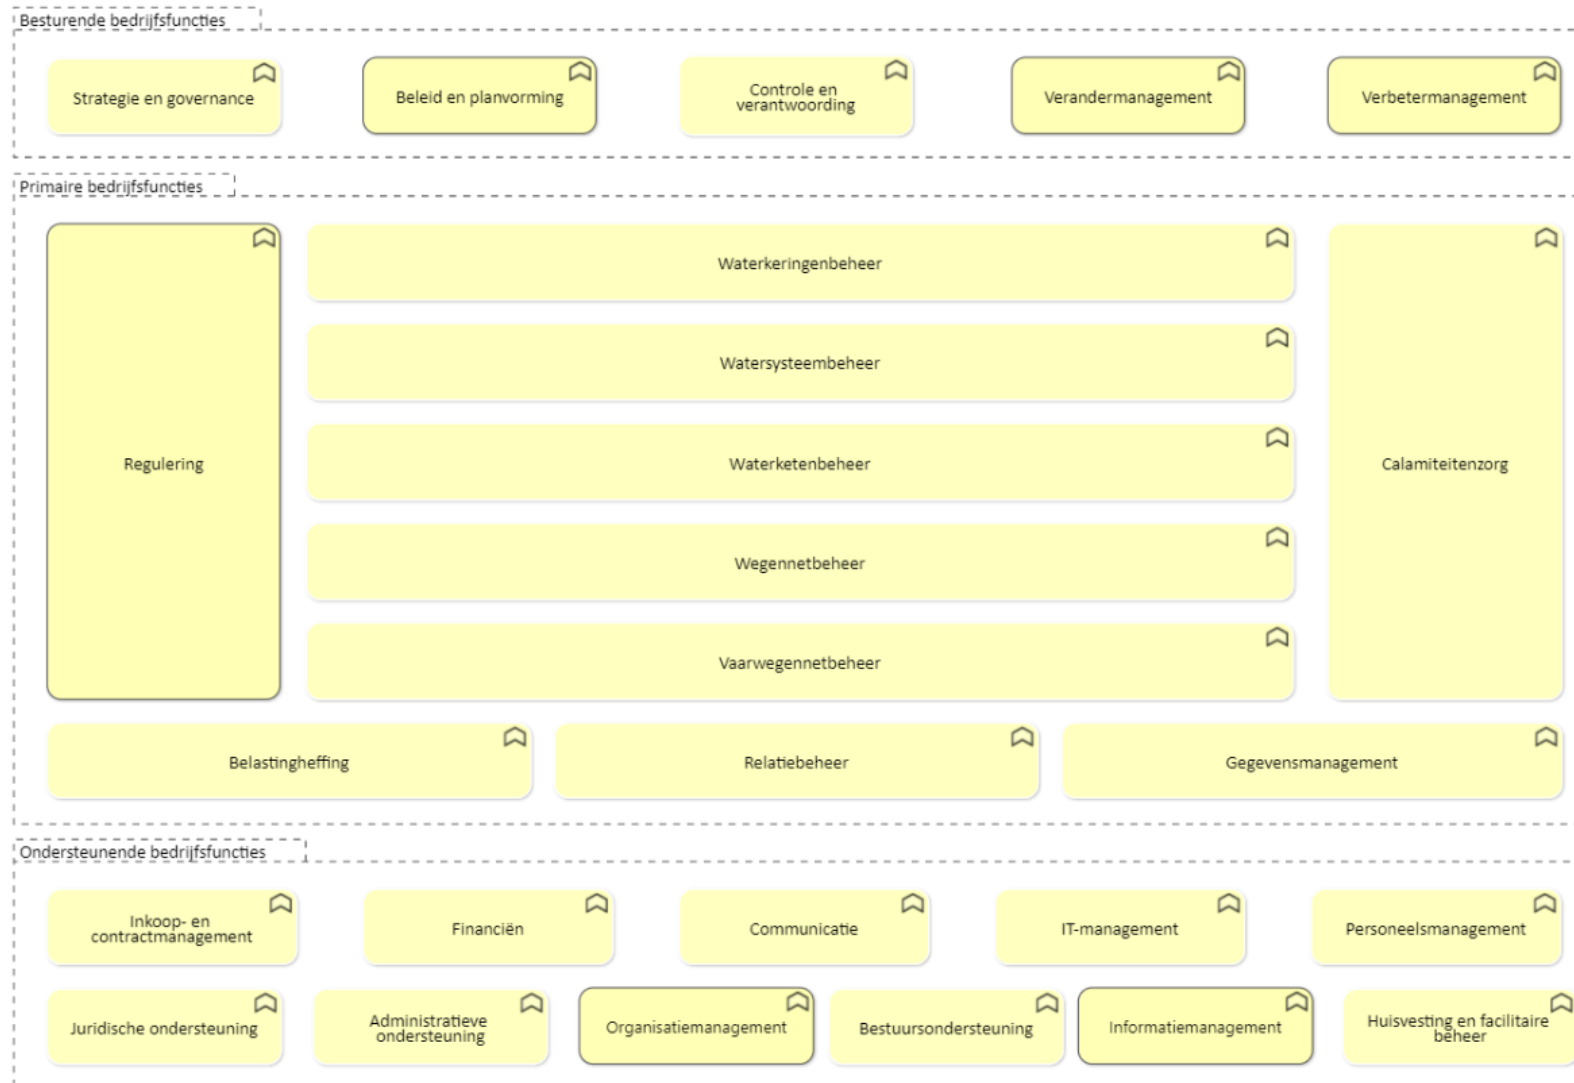 Besturende bedrijfsfuncties
Strategie en governance
Beleid en planvorming
Controle en
verantwoording
Verandermanagement
Verbetermanagement
Primaire bedrijfsfuncties
Regulering
Waterkeringenbeheer
Watersysteembeheer
Waterketenbeheer
Wegennetbeheer
Vaarwegennetbeheer
Calamiteitenzorg
Belastingheffing
Relatiebeheer
Gegevensmanagement
Ondersteunende bedrijfsfuncties
Inkoop- en
contractmanagement
Financiën
Communicatie
IT-management
Personeelsmanagement
Juridische ondersteuning
Administratieve
ondersteuning
Organisatiemanagement
Bestuursondersteuning
Informatiemanagement
Huisvesting en facilitaire
beheer